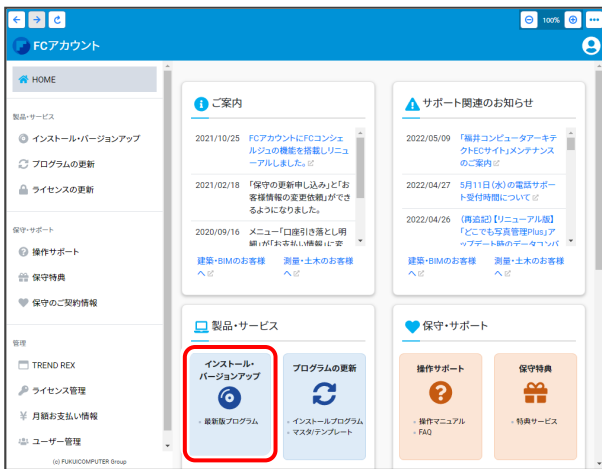 100%
FCアカウント
HOME
製品・サービス
インストール・バージョンアップ
プログラムの更新
ライセンスの更新
保守・サポート
操作サポート
保守特典
保守のご契約情報
管理
TREND REX
ライセンス管理
月額お支払い情報
ユーザー管理
(c) FUKUICOMPUTER Group
ご案内
2021/10/25 FCアカウントにFCコンシェ
ルジュの機能を搭載しリニュ
ーアルしました。
2021/02/18 「保守の更新申し込み」と「お
客様情報の変更依頼」ができ
るようになりました。
2020/09/16 メニュー「口座引き落とし明
細」が「お支払い情報」に変
建築・BIMのお客様
へ
測量・土木のお客様
へ
サポート関連のお知らせ
2022/05/09 「福井コンピュータアーキテ
クトECサイト」メンテナンス
のご案内
2022/04/27 5月11日(水)の電話サポー
ト受付時間について
2022/04/26 (再追記)【リニューアル版】
「どこでも写真管理Plus」ア
ップデート時のデータコンバ
建築・BIMのお客様
へ
測量・土木のお客様
へ
製品・サービス
インストール・
バージョンアップ
最新版プログラム
プログラムの更新
インストールプログラム
マスタ/テンプレート
保守・サポート
操作サポート
操作マニュアル
FAQ
保守特典
特典サービス